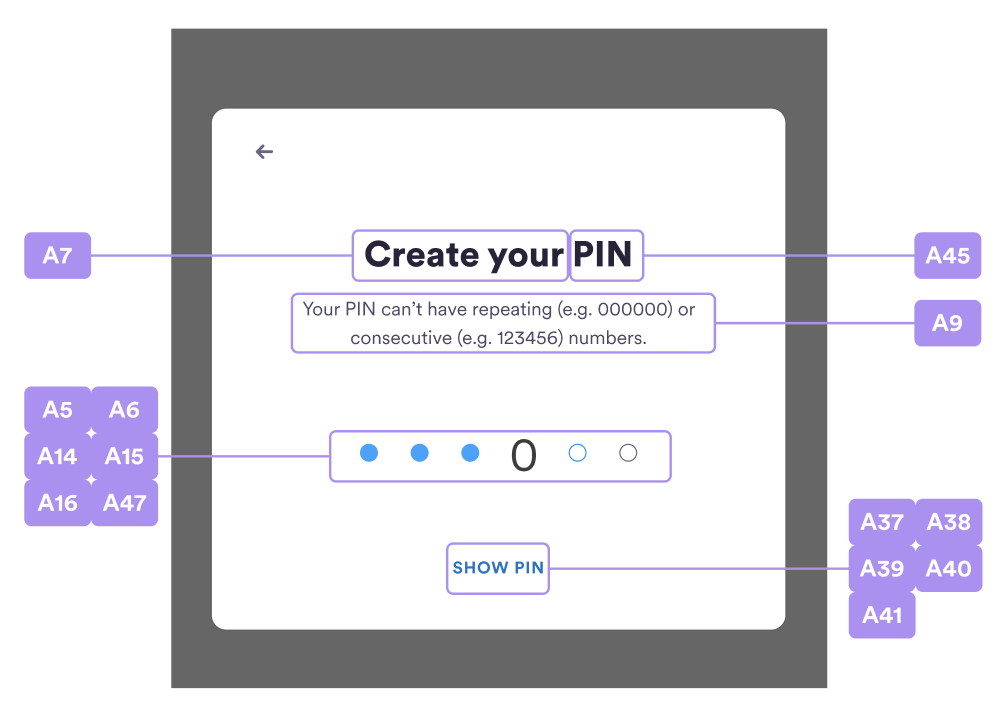 Create your PIN
A7
A45
Your PIN can’t have repeating (e.g. 000000) or
consecutive (e.g. 123456) numbers.
A9
A5 A6
A14 A15
A16 A47
0
SHOW PIN
A37 A38
A39 A40
A41